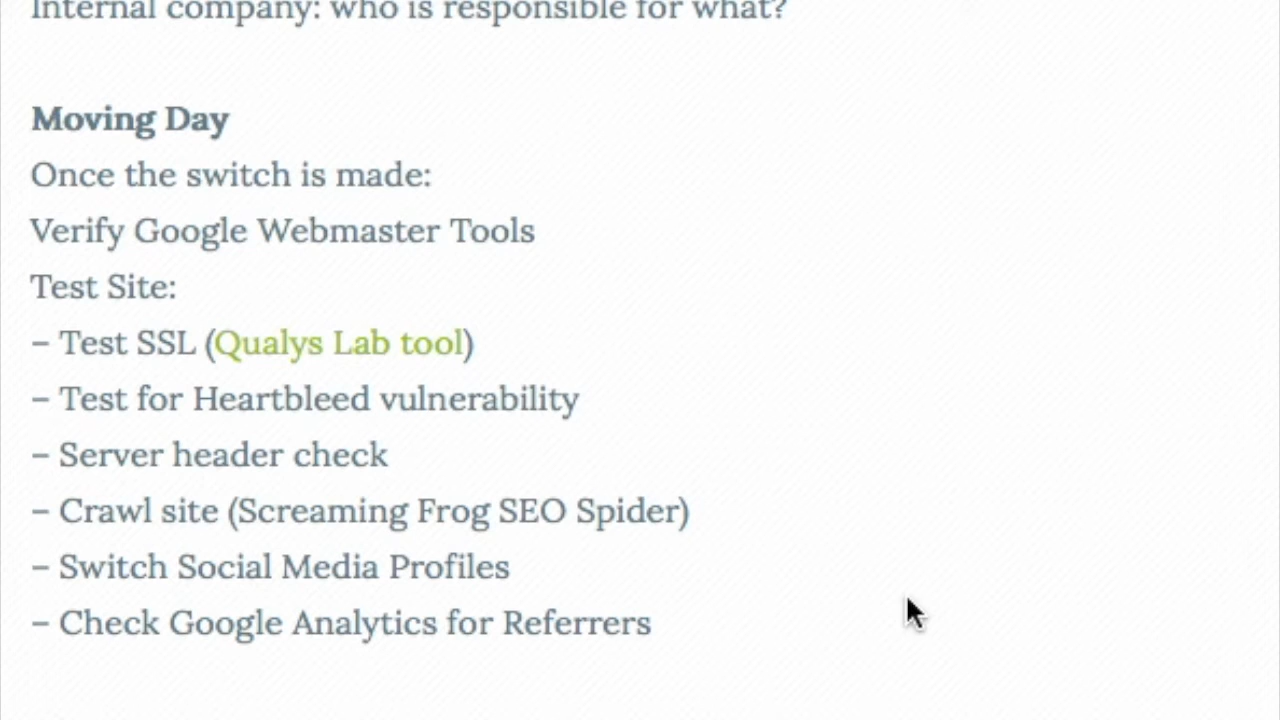 Internal company: who is responsible for what?
Moving Day
Once the switch is made:
Verify Google Webmaster Tools
Test Site:
– Test SSL (Qualys Lab tool)
– Test for Heartbleed vulnerability
– Server header check
– Crawl site (Screaming Frog SEO Spider)
– Switch Social Media Profiles
– Check Google Analytics for Referrers